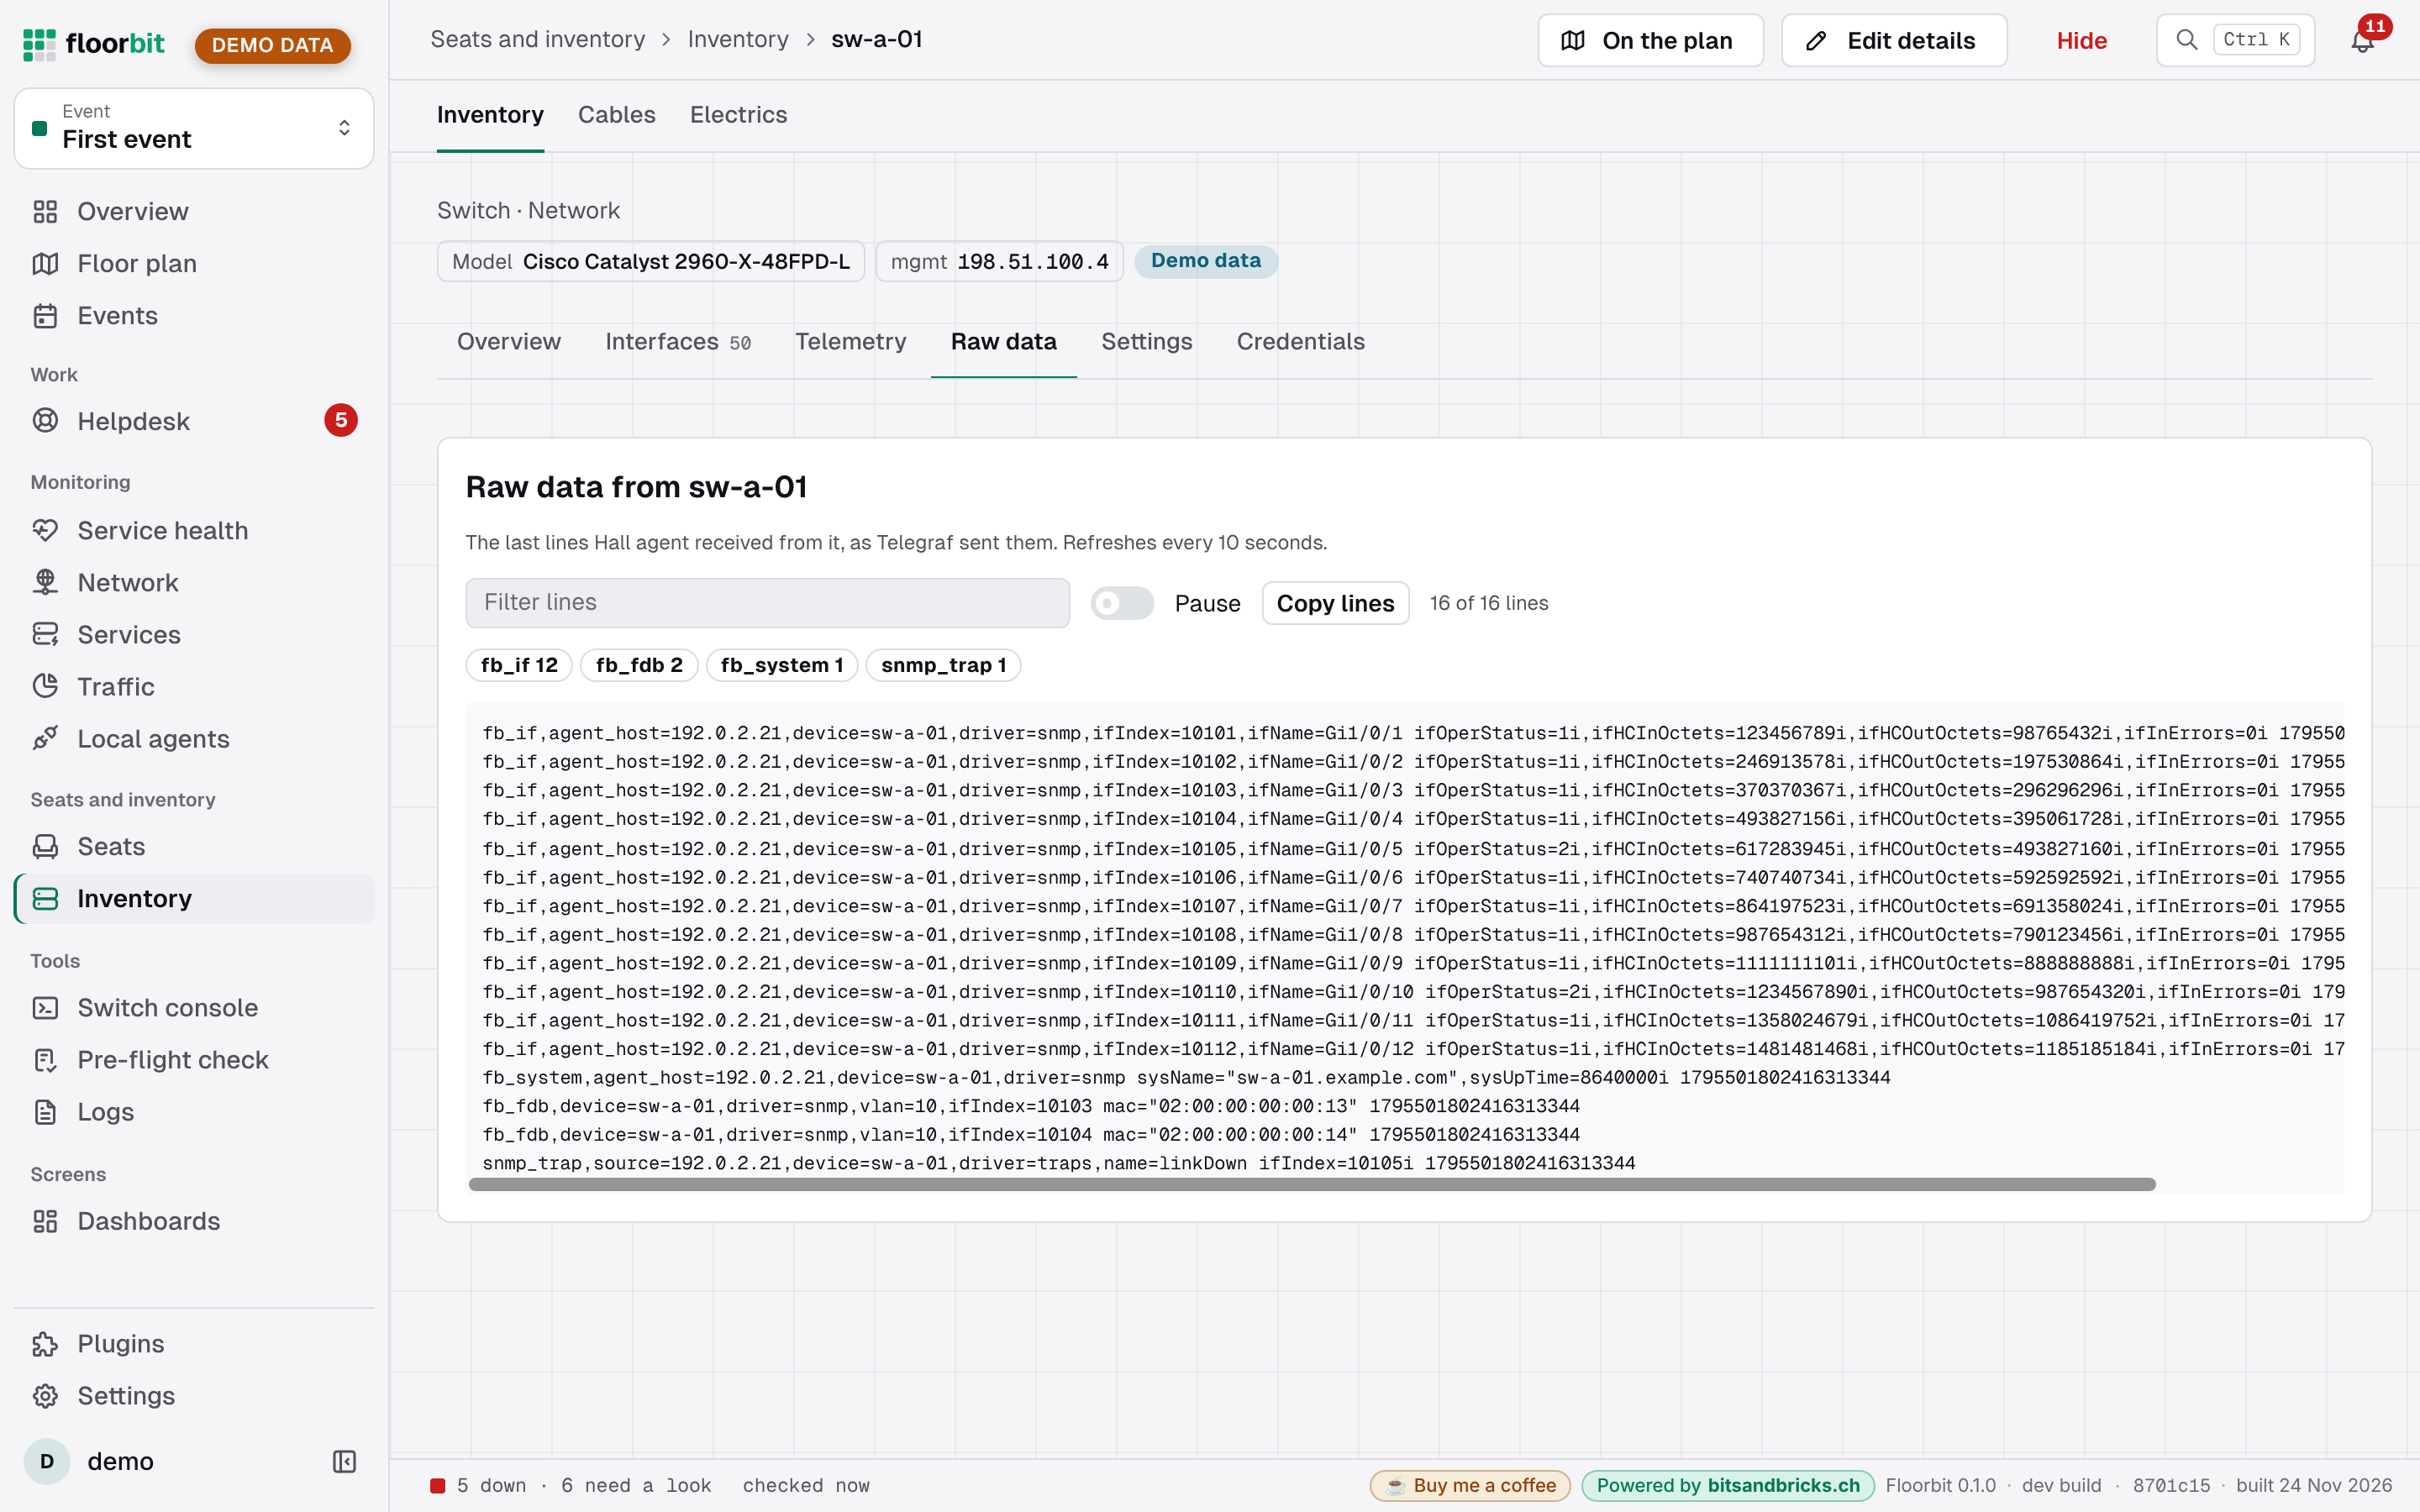 floorbit DEMO DATA
Event
First event
Overview
Floor plan
Events
Work
Helpdesk 5
Monitoring
Service health
Network
Services
Traffic
Local agents
Seats and inventory
Seats
Inventory
Tools
Switch console
Pre-flight check
Logs
Screens
Dashboards
Plugins
Settings
D demo
Seats and inventory > Inventory > sw-a-01
On the plan Edit details Hide Ctrl K 11
Inventory Cables Electrics
Switch · Network
Model Cisco Catalyst 2960-X-48FPD-L mgmt 198.51.100.4 Demo data
Overview Interfaces 50 Telemetry Raw data Settings Credentials
Raw data from sw-a-01
The last lines Hall agent received from it, as Telegraf sent them. Refreshes every 10 seconds.
Filter lines Pause Copy lines 16 of 16 lines
fb_if 12 fb_fdb 2 fb_system 1 snmp_trap 1
fb_if,agent_host=192.0.2.21,device=sw-a-01,driver=snmp,ifIndex=10101,ifName=Gi1/0/1 ifOperStatus=1i,ifHCInOctets=123456789i,ifHCOutOctets=98765432i,ifInErrors=0i 179550
fb_if,agent_host=192.0.2.21,device=sw-a-01,driver=snmp,ifIndex=10102,ifName=Gi1/0/2 ifOperStatus=1i,ifHCInOctets=246913578i,ifHCOutOctets=197530864i,ifInErrors=0i 17955
fb_if,agent_host=192.0.2.21,device=sw-a-01,driver=snmp,ifIndex=10103,ifName=Gi1/0/3 ifOperStatus=1i,ifHCInOctets=370370367i,ifHCOutOctets=296296296i,ifInErrors=0i 17955
fb_if,agent_host=192.0.2.21,device=sw-a-01,driver=snmp,ifIndex=10104,ifName=Gi1/0/4 ifOperStatus=1i,ifHCInOctets=493827156i,ifHCOutOctets=395061728i,ifInErrors=0i 17955
fb_if,agent_host=192.0.2.21,device=sw-a-01,driver=snmp,ifIndex=10105,ifName=Gi1/0/5 ifOperStatus=2i,ifHCInOctets=617283945i,ifHCOutOctets=493827160i,ifInErrors=0i 17955
fb_if,agent_host=192.0.2.21,device=sw-a-01,driver=snmp,ifIndex=10106,ifName=Gi1/0/6 ifOperStatus=1i,ifHCInOctets=740740734i,ifHCOutOctets=592592592i,ifInErrors=0i 17955
fb_if,agent_host=192.0.2.21,device=sw-a-01,driver=snmp,ifIndex=10107,ifName=Gi1/0/7 ifOperStatus=1i,ifHCInOctets=864197523i,ifHCOutOctets=691358024i,ifInErrors=0i 17955
fb_if,agent_host=192.0.2.21,device=sw-a-01,driver=snmp,ifIndex=10108,ifName=Gi1/0/8 ifOperStatus=1i,ifHCInOctets=987654312i,ifHCOutOctets=790123456i,ifInErrors=0i 17955
fb_if,agent_host=192.0.2.21,device=sw-a-01,driver=snmp,ifIndex=10109,ifName=Gi1/0/9 ifOperStatus=1i,ifHCInOctets=1111111101i,ifHCOutOctets=888888888i,ifInErrors=0i 1795
fb_if,agent_host=192.0.2.21,device=sw-a-01,driver=snmp,ifIndex=10110,ifName=Gi1/0/10 ifOperStatus=2i,ifHCInOctets=1234567890i,ifHCOutOctets=987654320i,ifInErrors=0i 179
fb_if,agent_host=192.0.2.21,device=sw-a-01,driver=snmp,ifIndex=10111,ifName=Gi1/0/11 ifOperStatus=1i,ifHCInOctets=1358024679i,ifHCOutOctets=1086419752i,ifInErrors=0i 17
fb_if,agent_host=192.0.2.21,device=sw-a-01,driver=snmp,ifIndex=10112,ifName=Gi1/0/12 ifOperStatus=1i,ifHCInOctets=1481481468i,ifHCOutOctets=1185185184i,ifInErrors=0i 17
fb_system,agent_host=192.0.2.21,device=sw-a-01,driver=snmp sysName="sw-a-01.example.com",sysUpTime=8640000i 1795501802416313344
fb_fdb,device=sw-a-01,driver=snmp,vlan=10,ifIndex=10103 mac="02:00:00:00:00:13" 1795501802416313344
fb_fdb,device=sw-a-01,driver=snmp,vlan=10,ifIndex=10104 mac="02:00:00:00:00:14" 1795501802416313344
snmp_trap,source=192.0.2.21,device=sw-a-01,driver=traps,name=linkDown ifIndex=10105i 1795501802416313344
5 down · 6 need a look checked now
Buy me a coffee Powered by bitsandbricks.ch Floorbit 0.1.0 · dev build · 8701c15 · built 24 Nov 2026